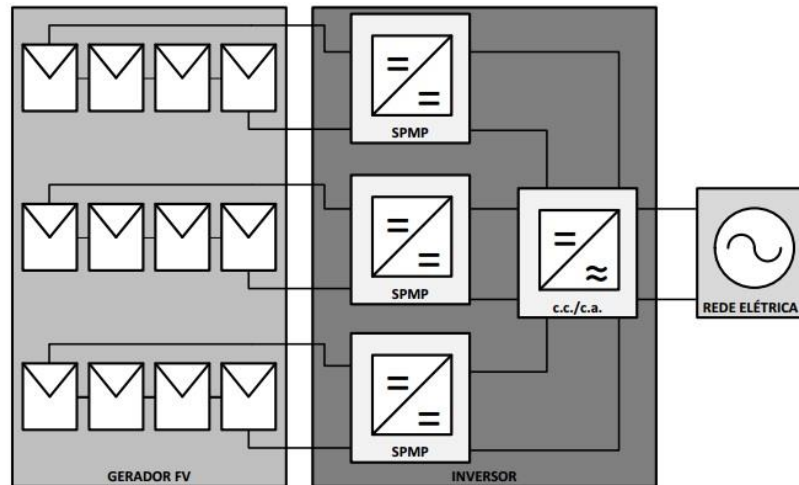 SPMP
SPMP
c.c./c.a.
REDE ELÉTRICA
SPMP
GERADOR FV
INVERSOR